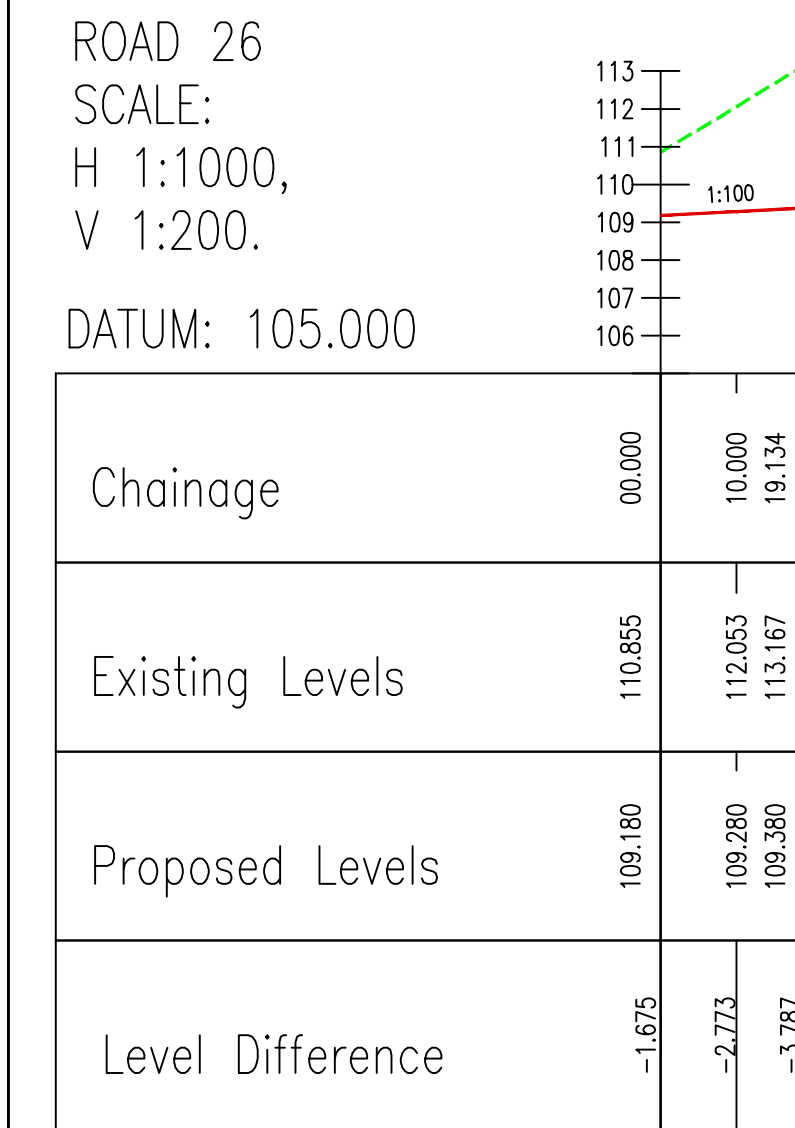 ROAD 26
SCALE:
H 1:1000,
V 1:200.
DATUM: 105.000
113
112
111
110
109
108
107
106
1:100
Chainage 00.000 10.000 19.134
Existing Levels 110.855 112.053 113.167
Proposed Levels 109.180 109.280 109.380
Level Difference -1.675 -2.773 -3.787